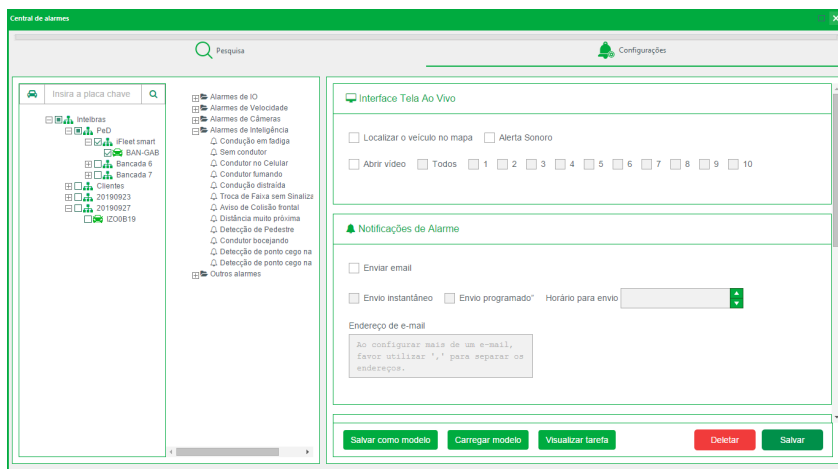 Central de alarmes
Pesquisa
Configurações
Insira a placa chave
Intelbras
PeD
iFleet smart
BAN-GAB
Bancada 6
Bancada 7
Clientes
20190923
20190927
IZO0B19
Alarmes de IO
Alarmes de Velocidade
Alarmes de Câmeras
Alarmes de Inteligência
Condução em fadiga
Sem condutor
Condutor no Celular
Condutor fumando
Condução distraída
Troca de Faixa sem Sinaliza
Aviso de Colisão frontal
Distância muito próxima
Detecção de Pedestre
Condutor bocejando
Detecção de ponto cego na
Detecção de ponto cego na
Outros alarmes
Interface Tela Ao Vivo
Localizar o veículo no mapa Alerta Sonoro
Abrir vídeo Todos 1 2 3 4 5 6 7 8 9 10
Notificações de Alarme
Enviar email
Envio instantâneo Envio programado" Horário para envio
Endereço de e-mail
Ao configurar mais de um e-mail,
favor utilizar ',' para separar os
endereços.
Salvar como modelo Carregar modelo Visualizar tarefa Deletar Salvar